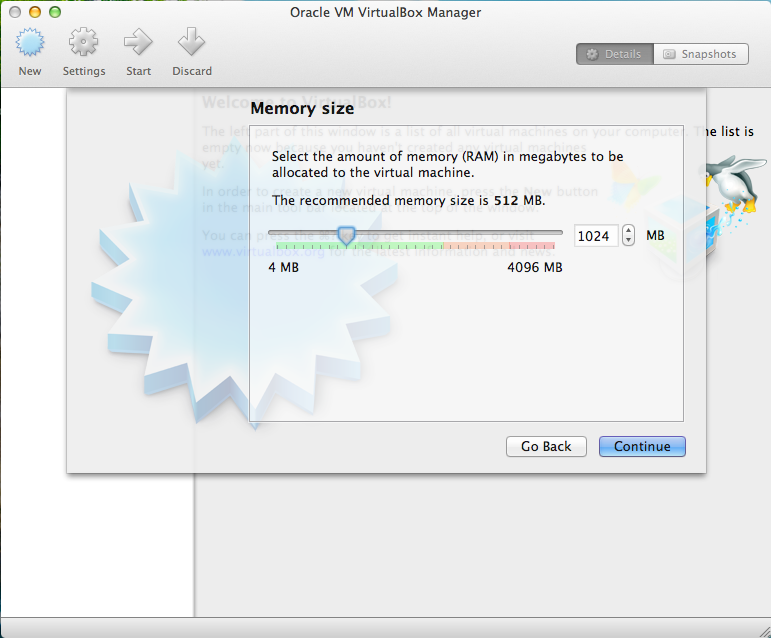 Oracle VM VirtualBox Manager
New
Settings
Start
Discard
Details
Snapshots
Welcome to VirtualBox!
The left part of this window is a list of all virtual machines on your computer. The list is
empty now because you haven't created any virtual machines
yet.
In order to create a new virtual machine, press the New button
in the main tool bar located at the top of the window.
You can press the to get instant help, or visit
www.virtualbox.org for the latest information and news.
Memory size
Select the amount of memory (RAM) in megabytes to be
allocated to the virtual machine.
The recommended memory size is 512 MB.
1024 MB
4 MB 4096 MB
Go Back
Continue